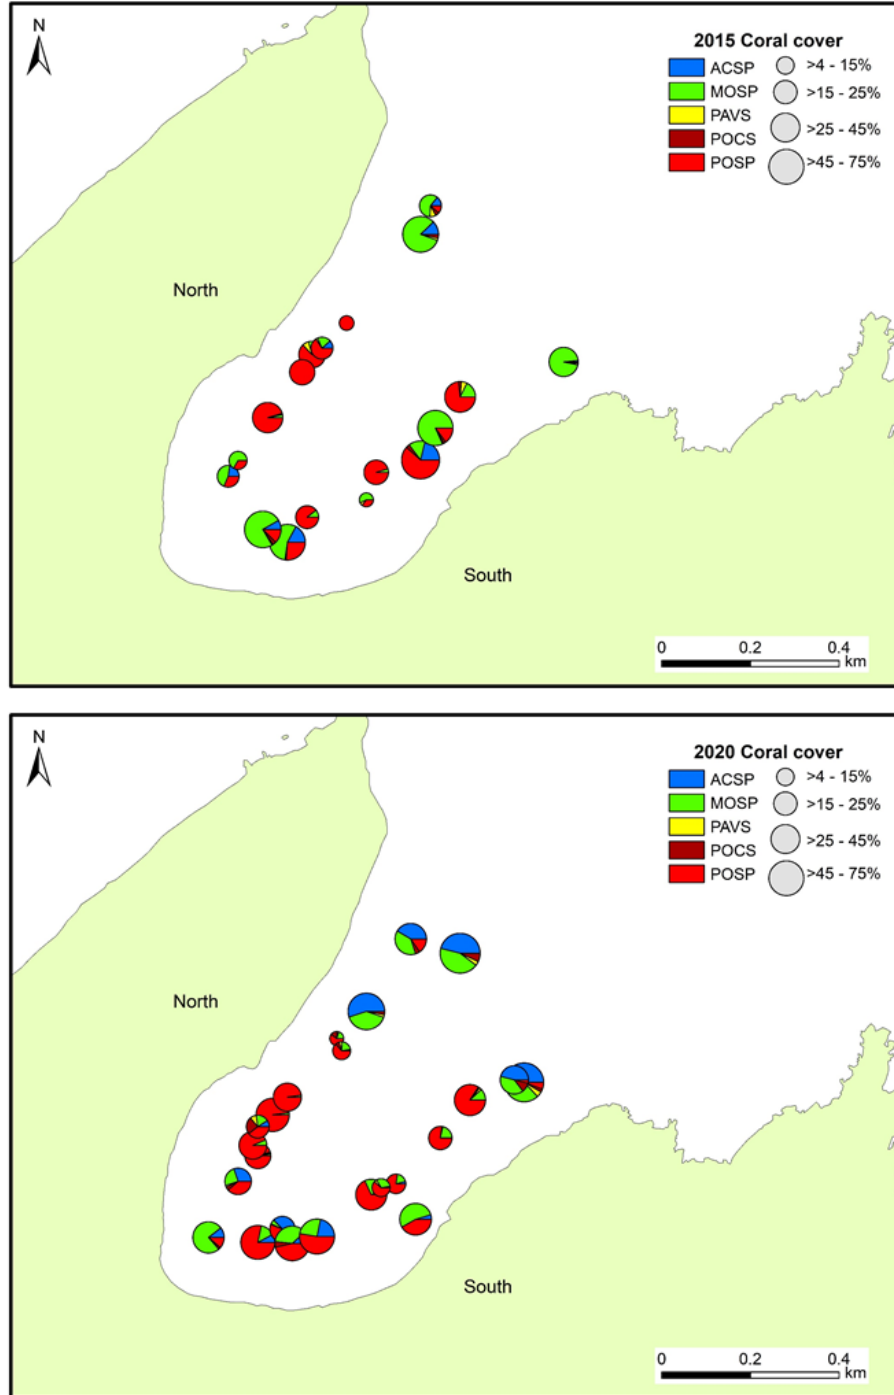 N
2015 Coral cover
ACSP
MOSP
PAVS
POCS
POSP
>4 - 15%
>15 - 25%
>25 - 45%
>45 - 75%
North
South
0 0.2 0.4
km
N
2020 Coral cover
ACSP
MOSP
PAVS
POCS
POSP
>4 - 15%
>15 - 25%
>25 - 45%
>45 - 75%
North
South
0 0.2 0.4
km